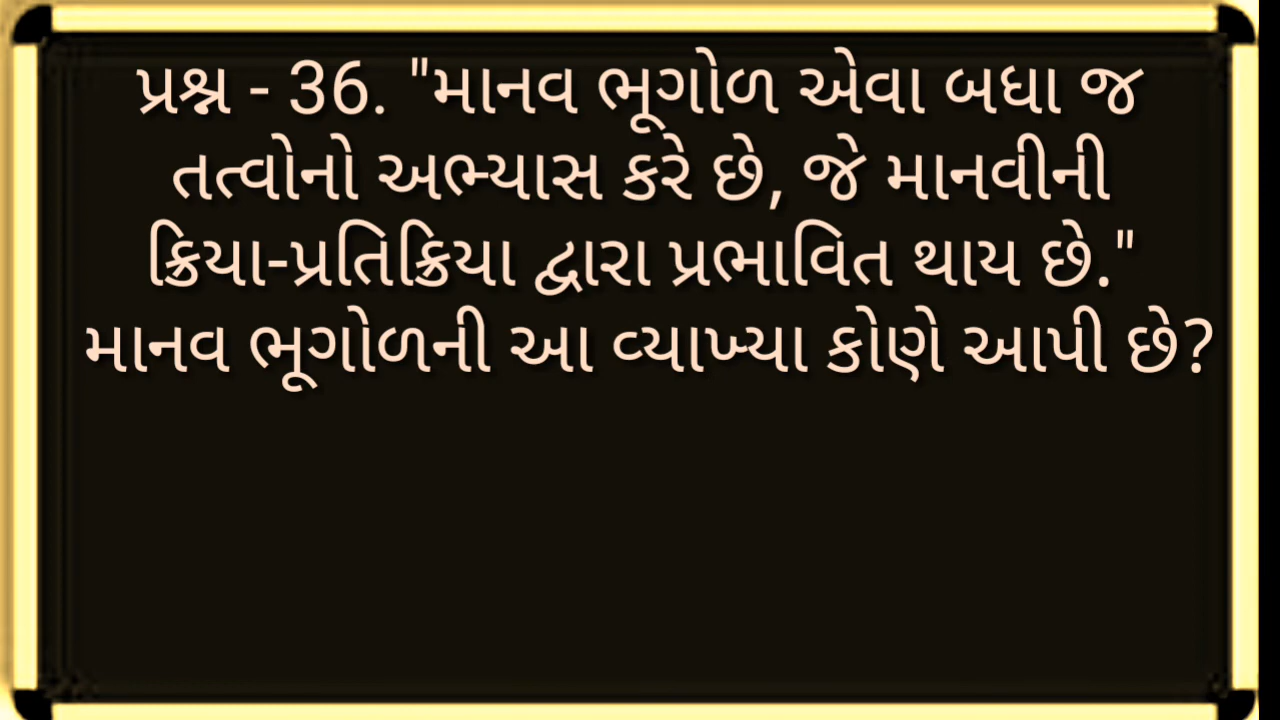 પ્રશ્ન - 36. "માનવ ભૂગોળ એવા બધા જ
તત્વોનો અભ્યાસ કરે છે, જે માનવીની
ક્રિયા-પ્રતિક્રિયા દ્વારા પ્રભાવિત થાય છે."
માનવ ભૂગોળની આ વ્યાખ્યા કોણે આપી છે?